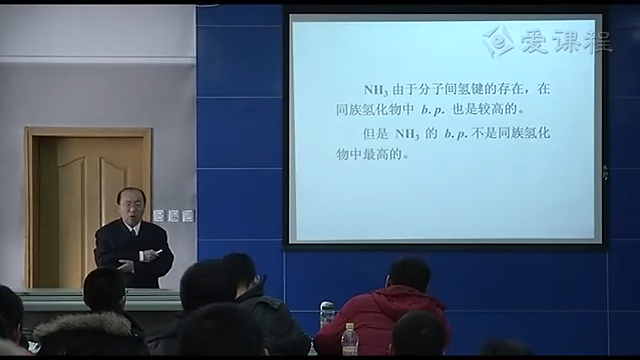 爱课程
NH₃ 由于分子间氢键的存在，在
同族氢化物中 b.p. 也是较高的。
但是 NH₃ 的 b.p. 不是同族氢化
物中最高的。